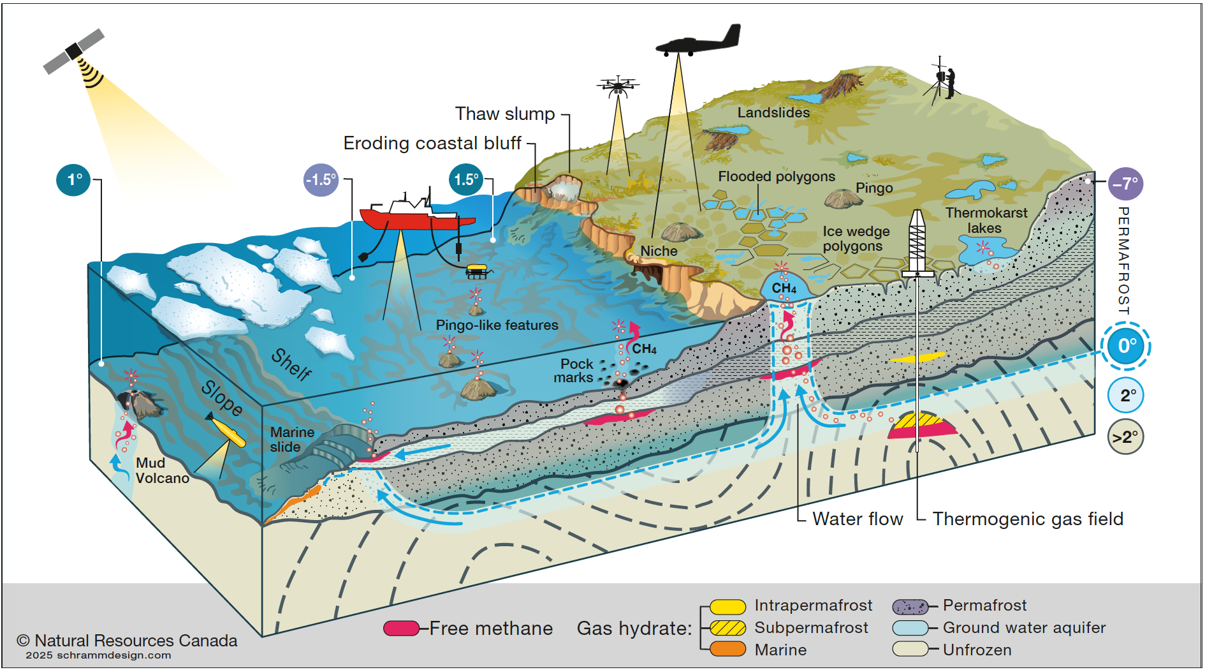 Thaw slump
Eroding coastal bluff
Landslides
1°
-1.5°
1.5°
Flooded polygons
Pingo
–7°
PERMAFROST
Thermokarst
lakes
Ice wedge
polygons
Niche
CH₄
Pingo-like features
CH₄
Pock
marks
Shelf
Slope
0°
2°
>2°
Marine
slide
Mud
Volcano
Water flow
Thermogenic gas field
Free methane
Gas hydrate:
Intrapermafrost
Subpermafrost
Marine
Permafrost
Ground water aquifer
Unfrozen
© Natural Resources Canada
2025 schrammdesign.com